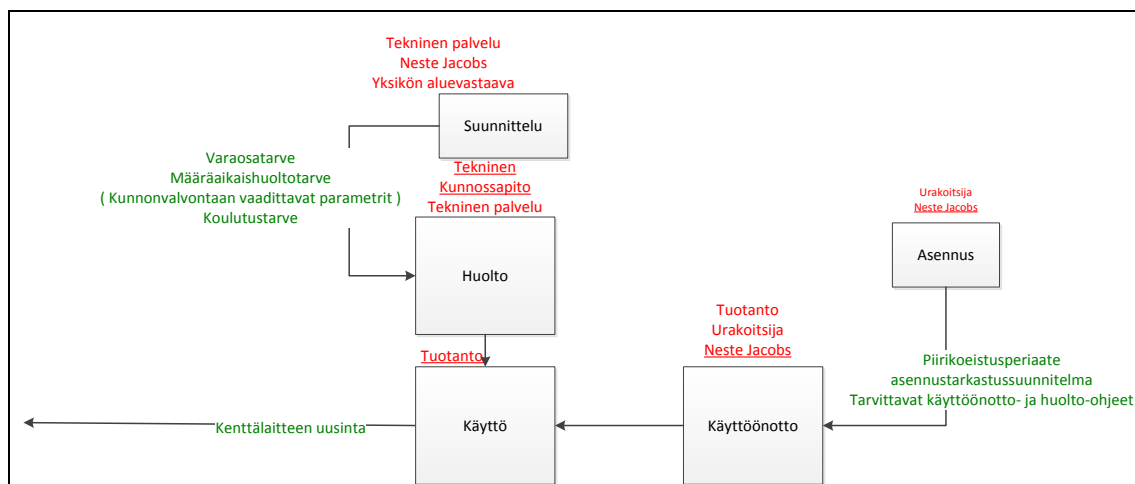 Tekninen palvelu
Neste Jacobs
Yksikön aluevastaava
Suunnittelu
Varaosatarve
Määräaikaishuoltotarve
( Kunnonvalvontaan vaadittavat parametrit )
Koulutustarve
Tekninen
Kunnossapito
Tekninen palvelu
Huolto
Urakoitsija
Neste Jacobs
Asennus
Tuotanto
Urakoitsija
Neste Jacobs
Piirikoeistusperiaate
asennustarkastussuunnitelma
Tarvittavat käyttöönotto- ja huolto-ohjeet
Tuotanto
Kenttälaitteen uusinta
Käyttö
Käyttöönotto